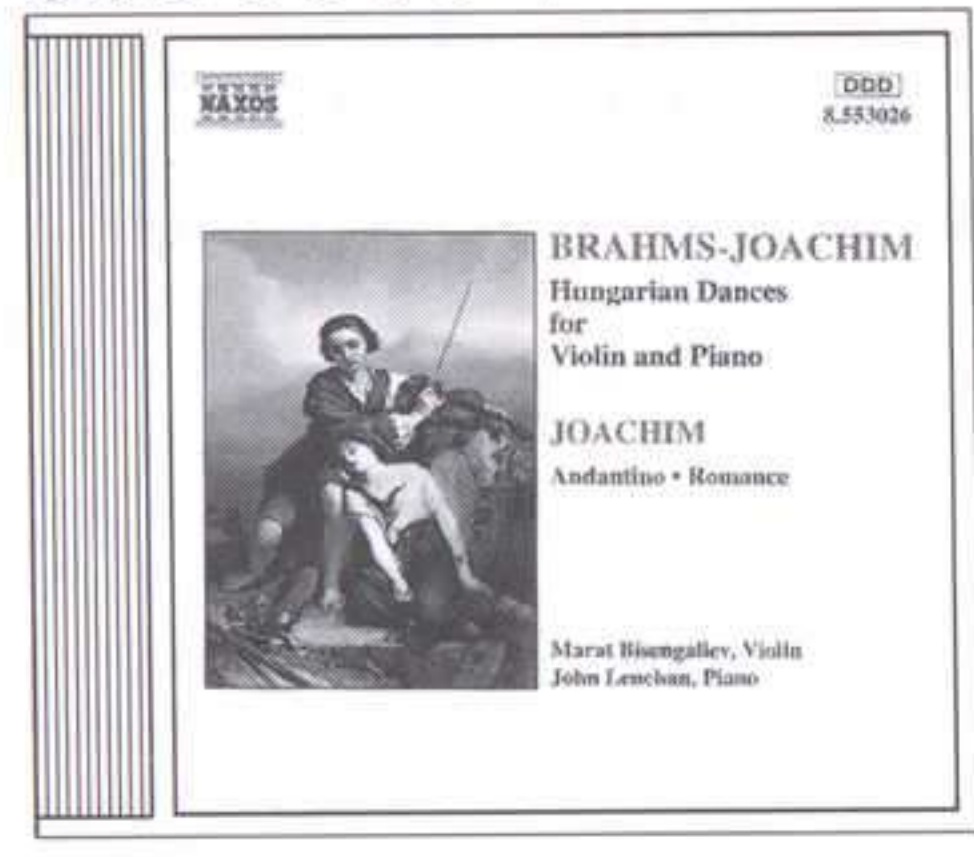 NAXOS
DDD
8.553026
BRAHMS-JOACHIM
Hungarian Dances
for
Violin and Piano
JOACHIM
Andantino • Romance
Marat Bisengaliev, Violin
John Lenehan, Piano